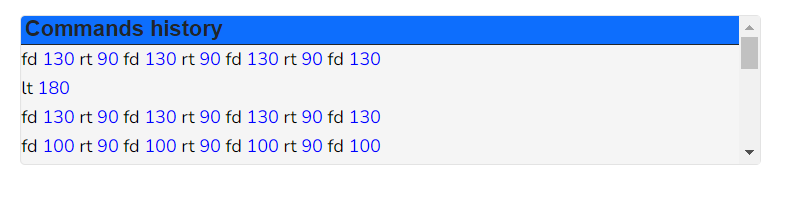 Commands history
fd 130 rt 90 fd 130 rt 90 fd 130 rt 90 fd 130
lt 180
fd 130 rt 90 fd 130 rt 90 fd 130 rt 90 fd 130
fd 100 rt 90 fd 100 rt 90 fd 100 rt 90 fd 100